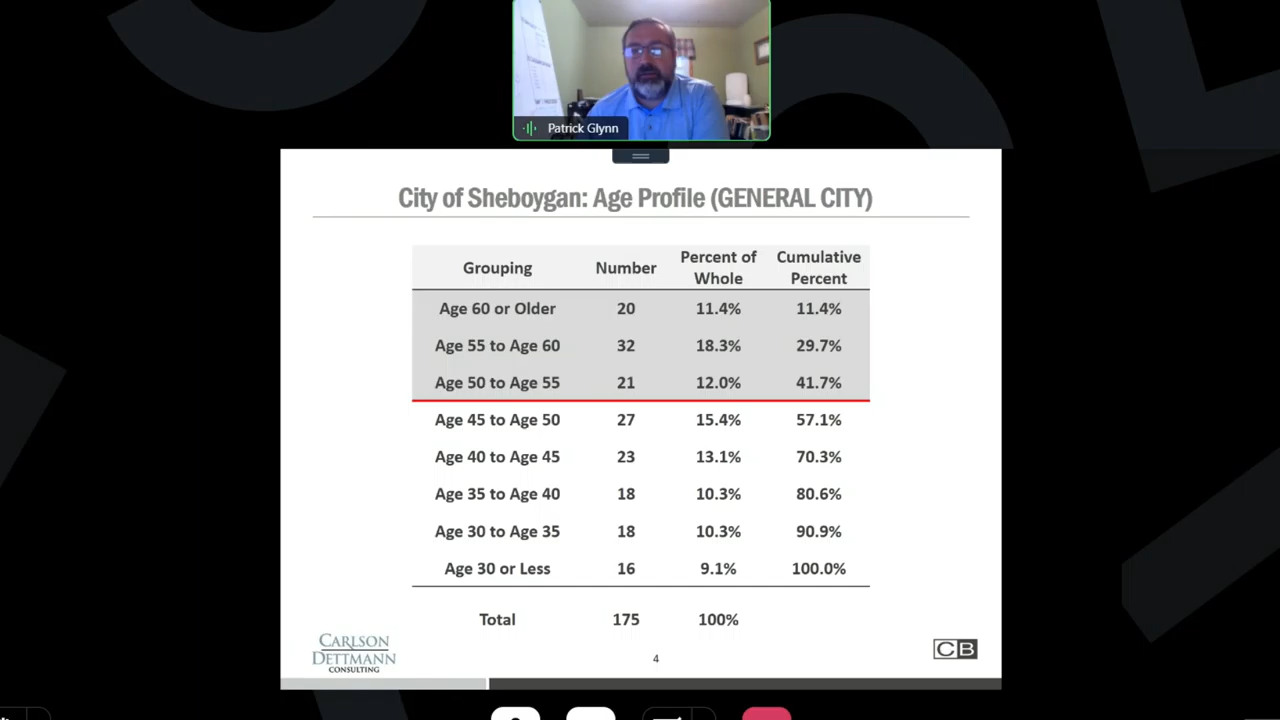 Patrick Glynn
City of Sheboygan: Age Profile (GENERAL CITY)
Grouping Number Percent of Whole Cumulative Percent
Age 60 or Older 20 11.4% 11.4%
Age 55 to Age 60 32 18.3% 29.7%
Age 50 to Age 55 21 12.0% 41.7%
Age 45 to Age 50 27 15.4% 57.1%
Age 40 to Age 45 23 13.1% 70.3%
Age 35 to Age 40 18 10.3% 80.6%
Age 30 to Age 35 18 10.3% 90.9%
Age 30 or Less 16 9.1% 100.0%
Total 175 100%
CARLSON
DETTMANN
CONSULTING
4
CB